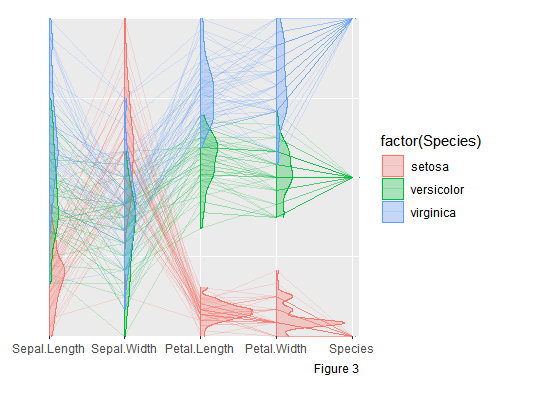 factor(Species)
setosa
versicolor
virginica
Sepal.Length Sepal.Width Petal.Length Petal.Width Species
Figure 3